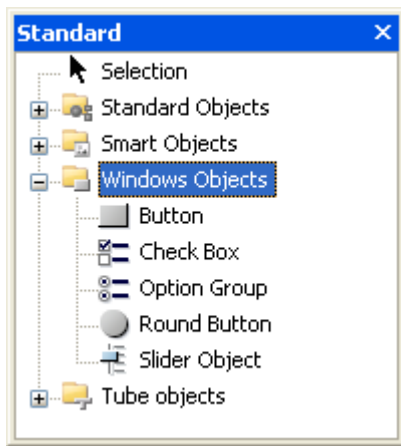 Standard
Selection
Standard Objects
Smart Objects
Windows Objects
Button
Check Box
Option Group
Round Button
Slider Object
Tube objects